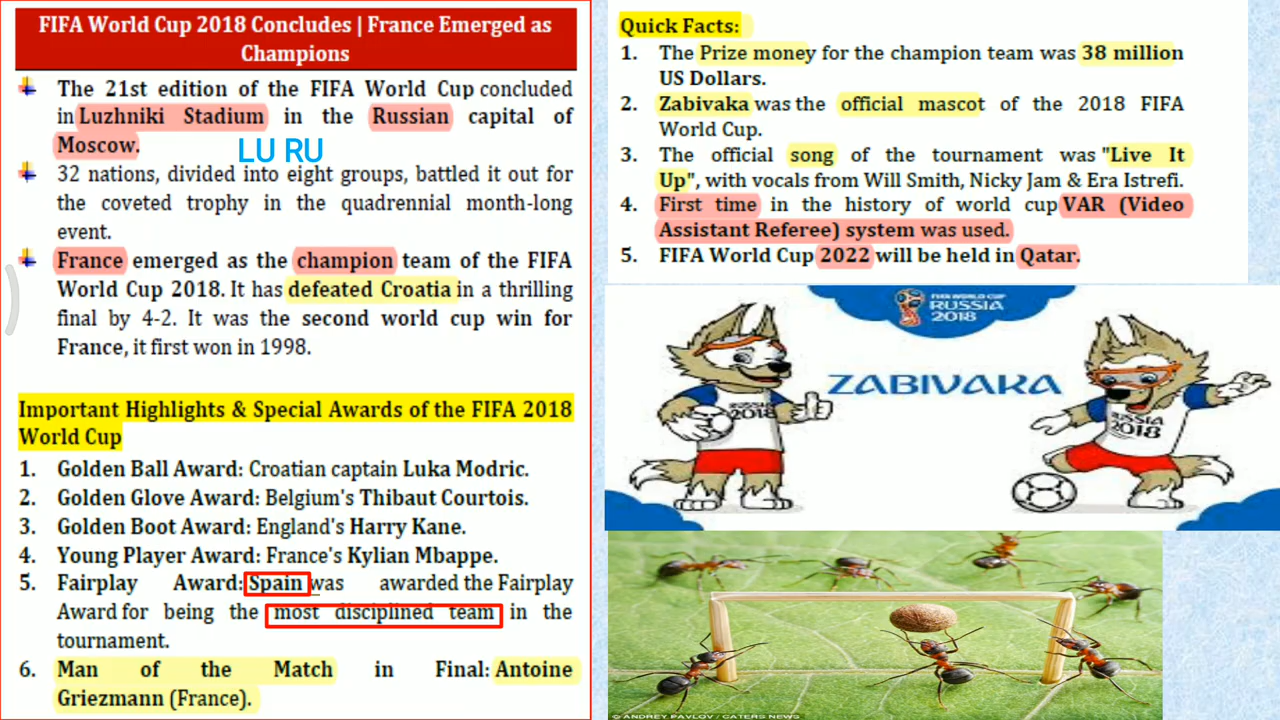 FIFA World Cup 2018 Concludes | France Emerged as
Champions
The 21st edition of the FIFA World Cup concluded
in Luzhniki Stadium in the Russian capital of
Moscow.
LU RU
32 nations, divided into eight groups, battled it out for
the coveted trophy in the quadrennial month-long
event.
France emerged as the champion team of the FIFA
World Cup 2018. It has defeated Croatia in a thrilling
final by 4-2. It was the second world cup win for
France, it first won in 1998.
Important Highlights & Special Awards of the FIFA 2018
World Cup
1. Golden Ball Award: Croatian captain Luka Modric.
2. Golden Glove Award: Belgium's Thibaut Courtois.
3. Golden Boot Award: England's Harry Kane.
4. Young Player Award: France's Kylian Mbappe.
5. Fairplay Award: Spain was awarded the Fairplay
Award for being the most disciplined team in the
tournament.
6. Man of the Match in Final: Antoine
Griezmann (France).
Quick Facts:
1. The Prize money for the champion team was 38 million
US Dollars.
2. Zabivaka was the official mascot of the 2018 FIFA
World Cup.
3. The official song of the tournament was "Live It
Up", with vocals from Will Smith, Nicky Jam & Era Istrefi.
4. First time in the history of world cup VAR (Video
Assistant Referee) system was used.
5. FIFA World Cup 2022 will be held in Qatar.
FIFA WORLD CUP
RUSSIA
2018
ZABIVAKA
RUSSIA
2018
RUSSIA
2018
© ANDREY PAVLOV / CATERS NEWS